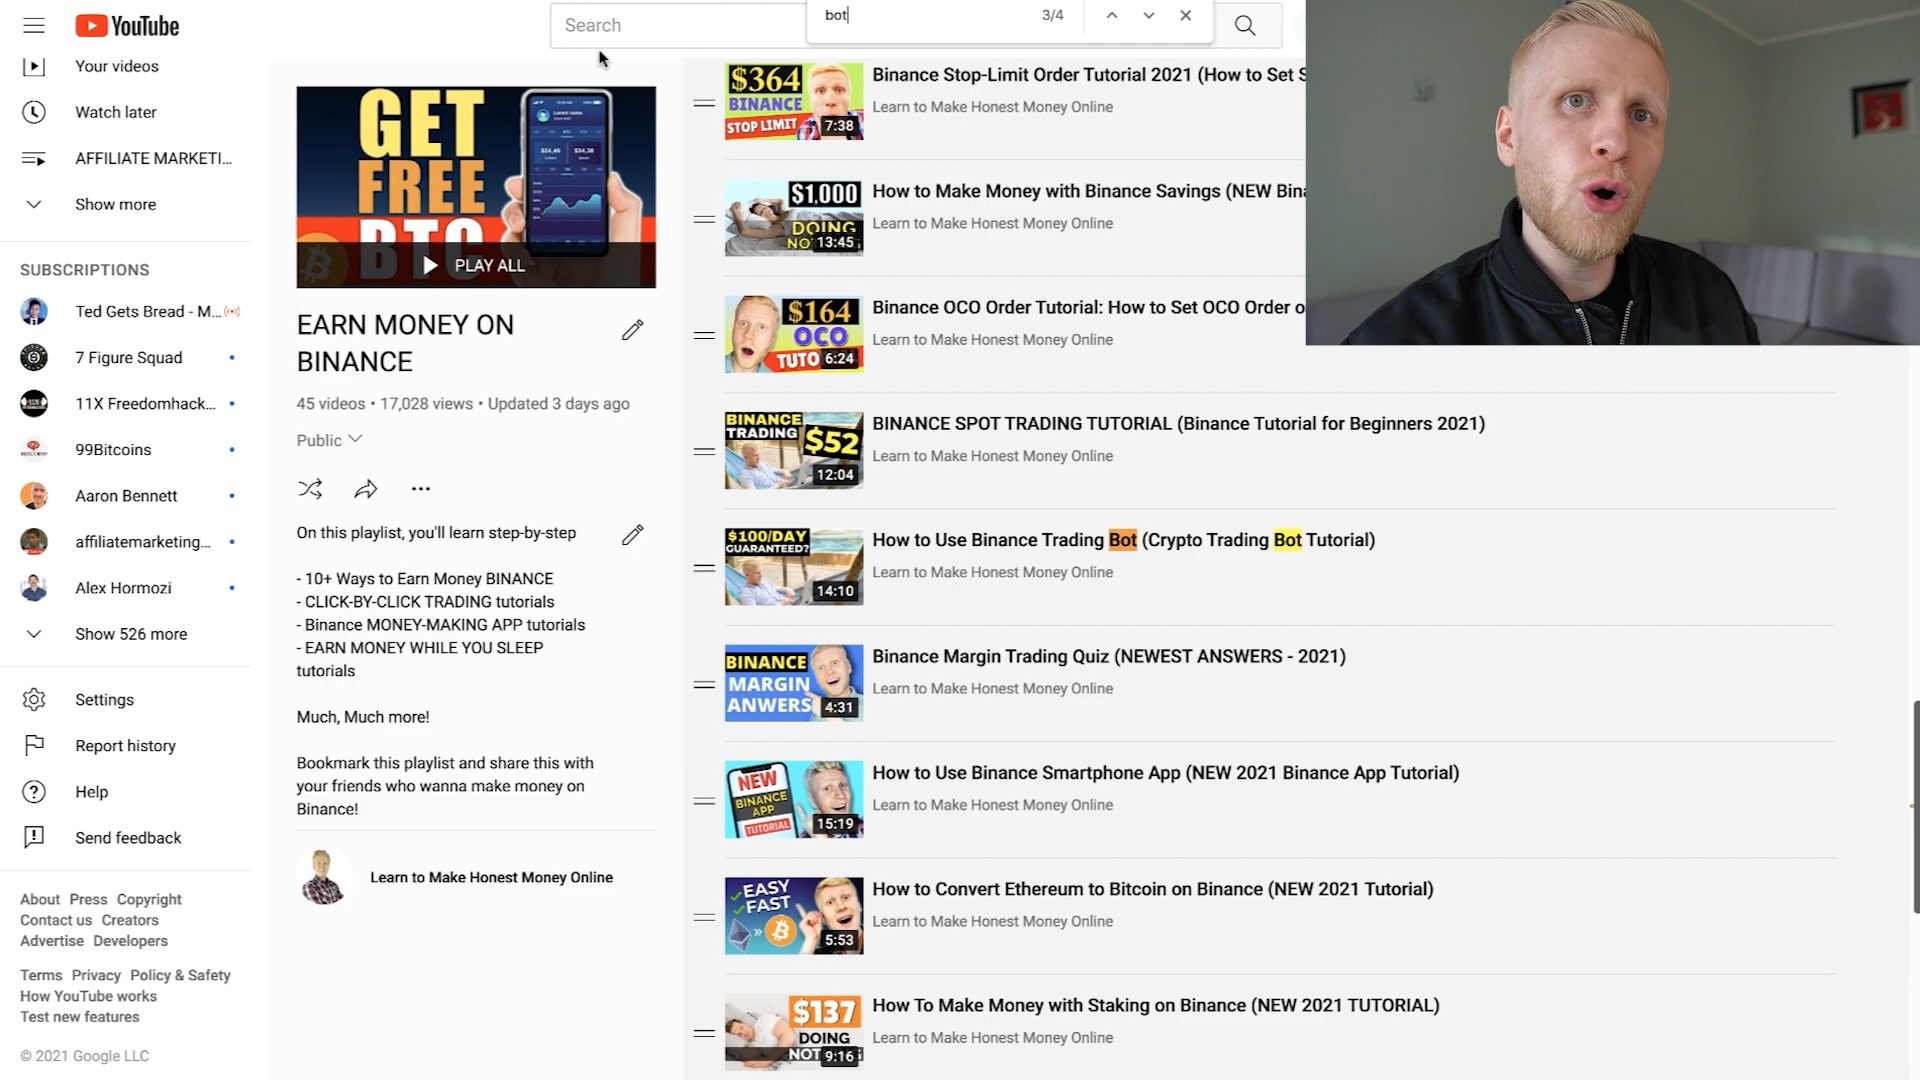 YouTube
Search
bot
3/4
Your videos
Watch later
AFFILIATE MARKETI...
Show more
SUBSCRIPTIONS
Ted Gets Bread - M...
7 Figure Squad
11X Freedomhack...
99Bitcoins
Aaron Bennett
affiliatemarketing...
Alex Hormozi
Show 526 more
Settings
Report history
Help
Send feedback
About Press Copyright
Contact us Creators
Advertise Developers
Terms Privacy Policy & Safety
How YouTube works
Test new features
© 2021 Google LLC
GET
FREE
BTC
PLAY ALL
EARN MONEY ON
BINANCE
45 videos • 17,028 views • Updated 3 days ago
Public
On this playlist, you'll learn step-by-step
- 10+ Ways to Earn Money BINANCE
- CLICK-BY-CLICK TRADING tutorials
- Binance MONEY-MAKING APP tutorials
- EARN MONEY WHILE YOU SLEEP
tutorials
Much, Much more!
Bookmark this playlist and share this with
your friends who wanna make money on
Binance!
Learn to Make Honest Money Online
$364
BINANCE
STOP LIMIT
7:38
Binance Stop-Limit Order Tutorial 2021 (How to Set S
Learn to Make Honest Money Online
$1,000
DOING
NO
13:45
How to Make Money with Binance Savings (NEW Bina
Learn to Make Honest Money Online
$164
OCO
TUTO
6:24
Binance OCO Order Tutorial: How to Set OCO Order o
Learn to Make Honest Money Online
BINANCE
TRADING
$52
12:04
BINANCE SPOT TRADING TUTORIAL (Binance Tutorial for Beginners 2021)
Learn to Make Honest Money Online
$100/DAY
GUARANTEED?
14:10
How to Use Binance Trading Bot (Crypto Trading Bot Tutorial)
Learn to Make Honest Money Online
BINANCE
MARGIN
ANWERS
4:31
Binance Margin Trading Quiz (NEWEST ANSWERS - 2021)
Learn to Make Honest Money Online
NEW
BINANCE
APP
TUTORIAL
15:19
How to Use Binance Smartphone App (NEW 2021 Binance App Tutorial)
Learn to Make Honest Money Online
EASY
FAST
5:53
How to Convert Ethereum to Bitcoin on Binance (NEW 2021 Tutorial)
Learn to Make Honest Money Online
$137
DOING
NOT
9:16
How To Make Money with Staking on Binance (NEW 2021 TUTORIAL)
Learn to Make Honest Money Online